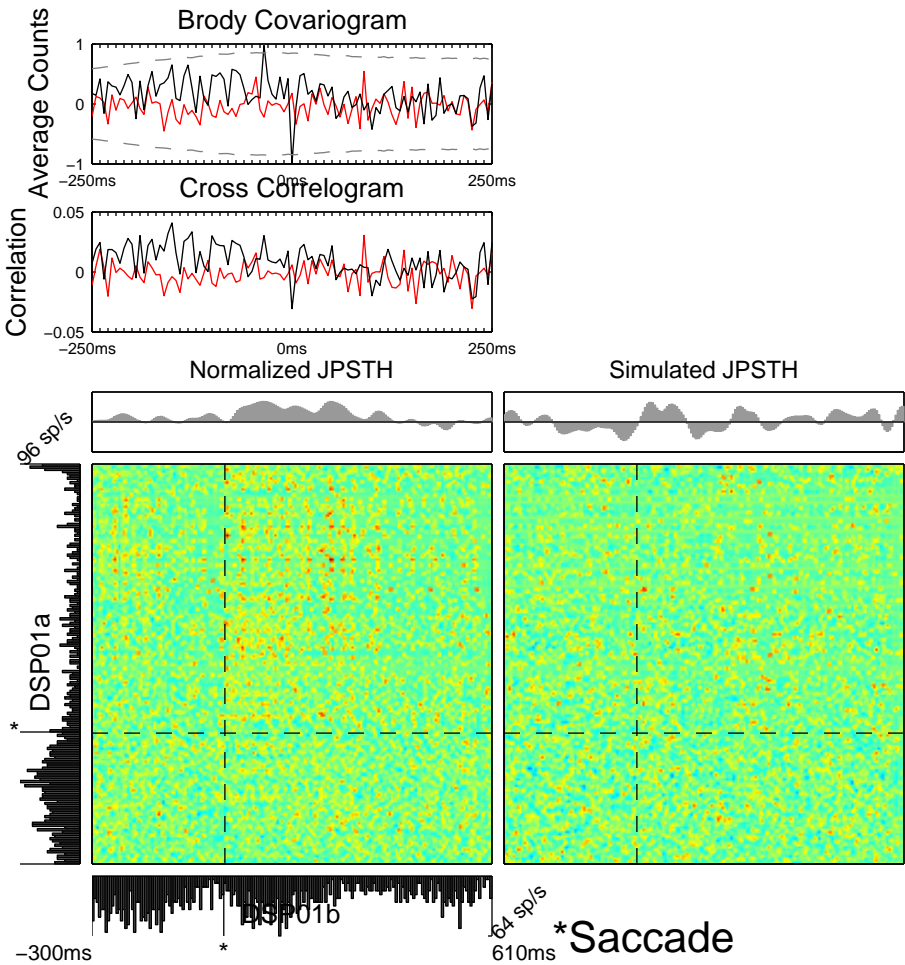 Brody Covariogram
Average Counts
1
0
−1
−250ms
0ms
250ms
Cross Correlogram
Correlation
0.05
0
−0.05
−250ms
0ms
250ms
Normalized JPSTH
Simulated JPSTH
96 sp/s
DSP01a
*
DSP01b
64 sp/s
−300ms
*
610ms
*Saccade